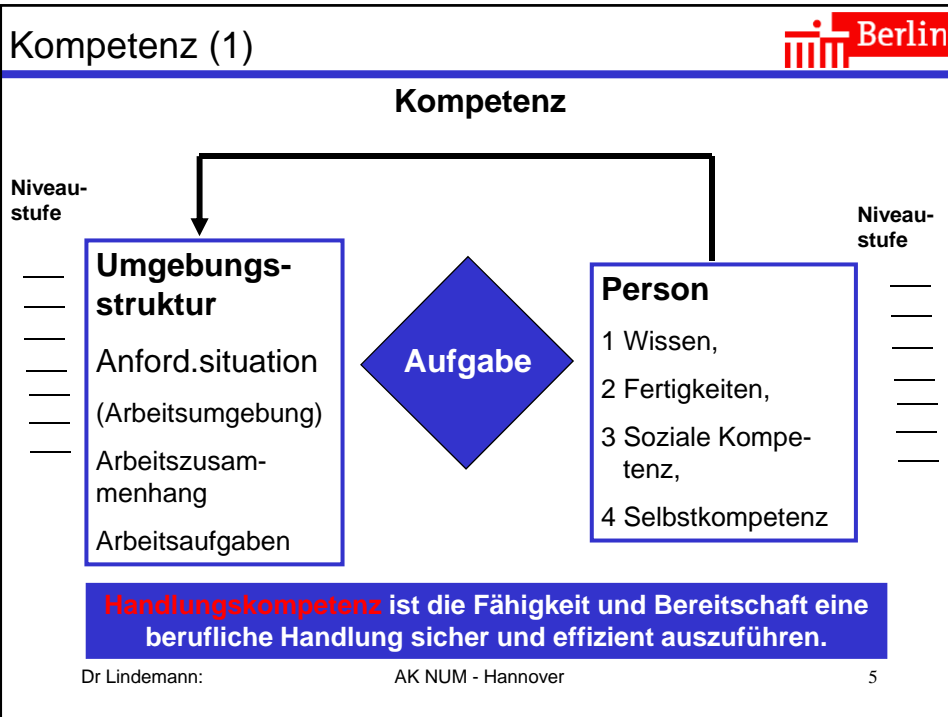 Kompetenz (1)
Berlin
Kompetenz
Niveau-
stufe
Umgebungs-
struktur
Anford.situation
(Arbeitsumgebung)
Arbeitszusam-
menhang
Arbeitsaufgaben
Aufgabe
Person
1 Wissen,
2 Fertigkeiten,
3 Soziale Kompe-
tenz,
4 Selbstkompetenz
Niveau-
stufe
Handlungskompetenz ist die Fähigkeit und Bereitschaft eine
berufliche Handlung sicher und effizient auszuführen.
Dr Lindemann: AK NUM - Hannover 5